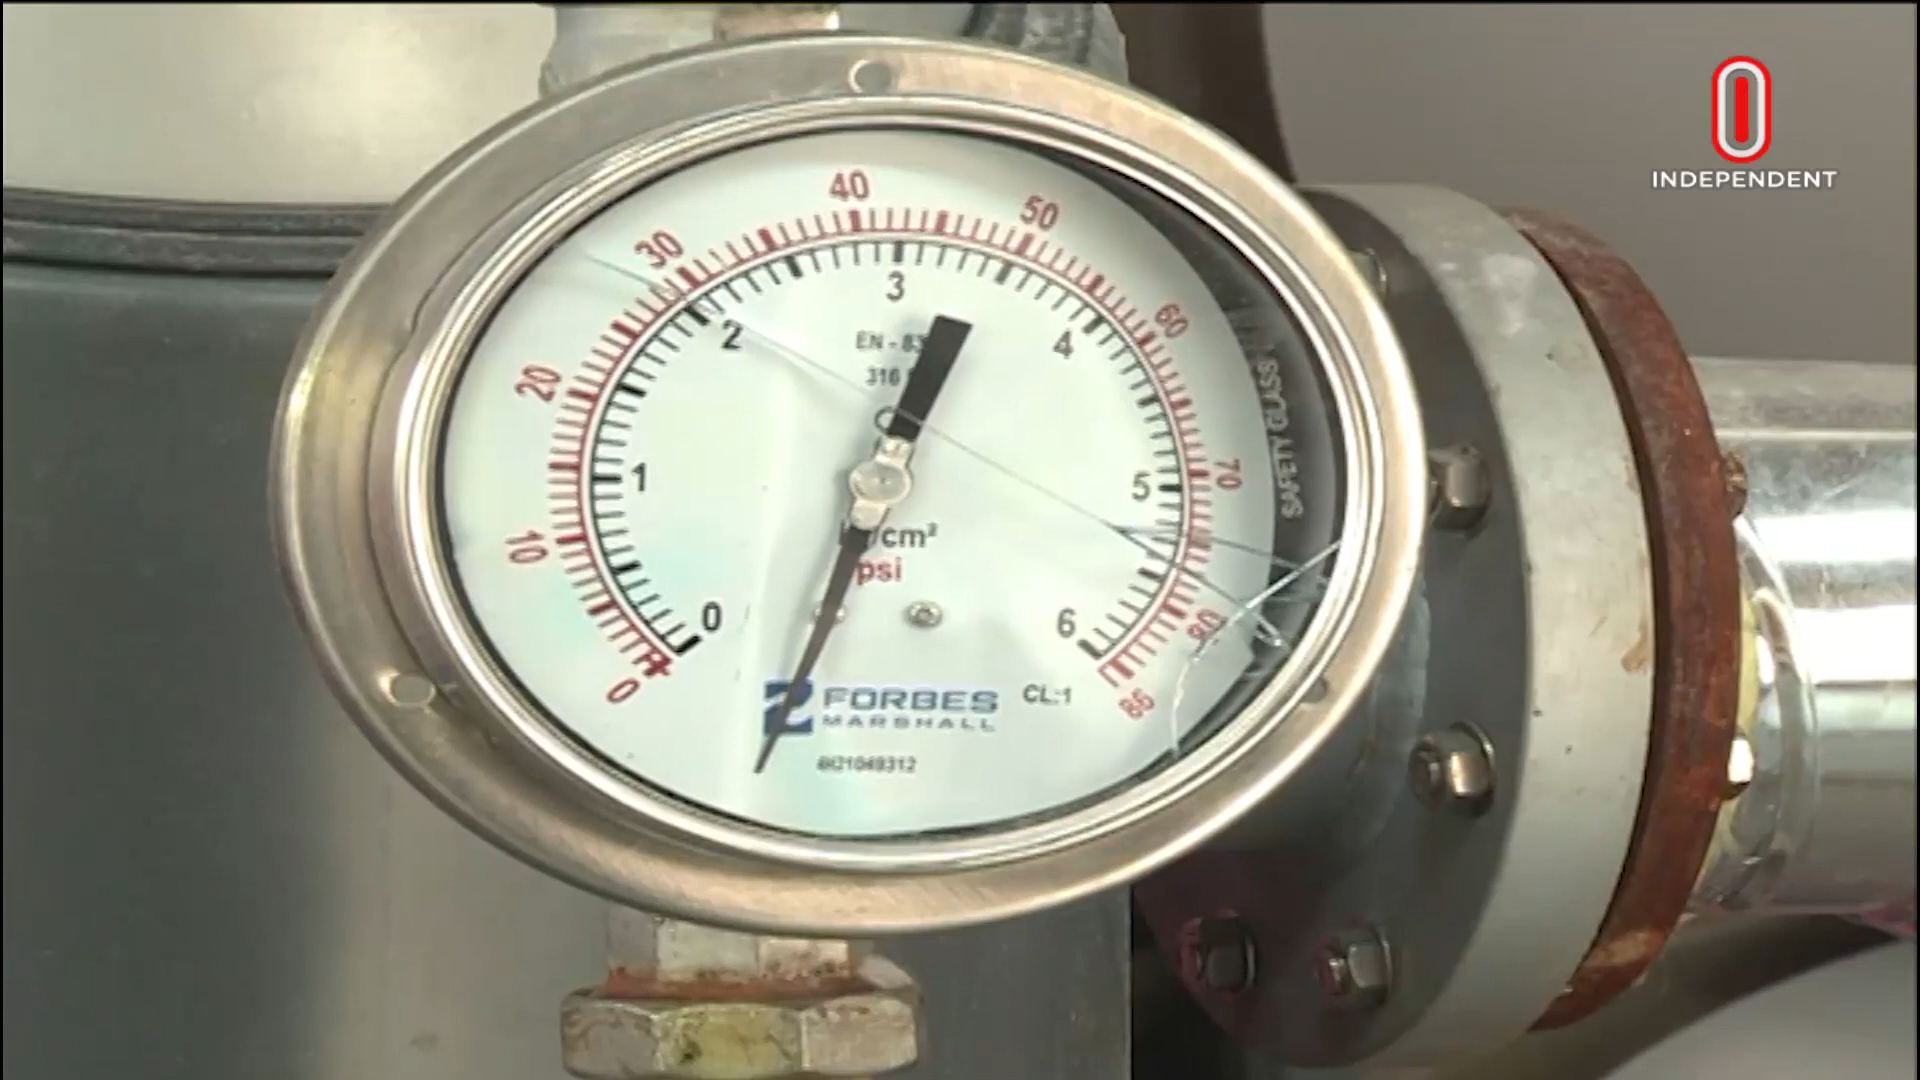 INDEPENDENT
0 10 20 30 40 50 60 70 80 85
0 1 2 3 4 5 6
EN - 83
316
SAFETY GLASS
/cm²
psi
FORBES
MARSHALL
CL:1